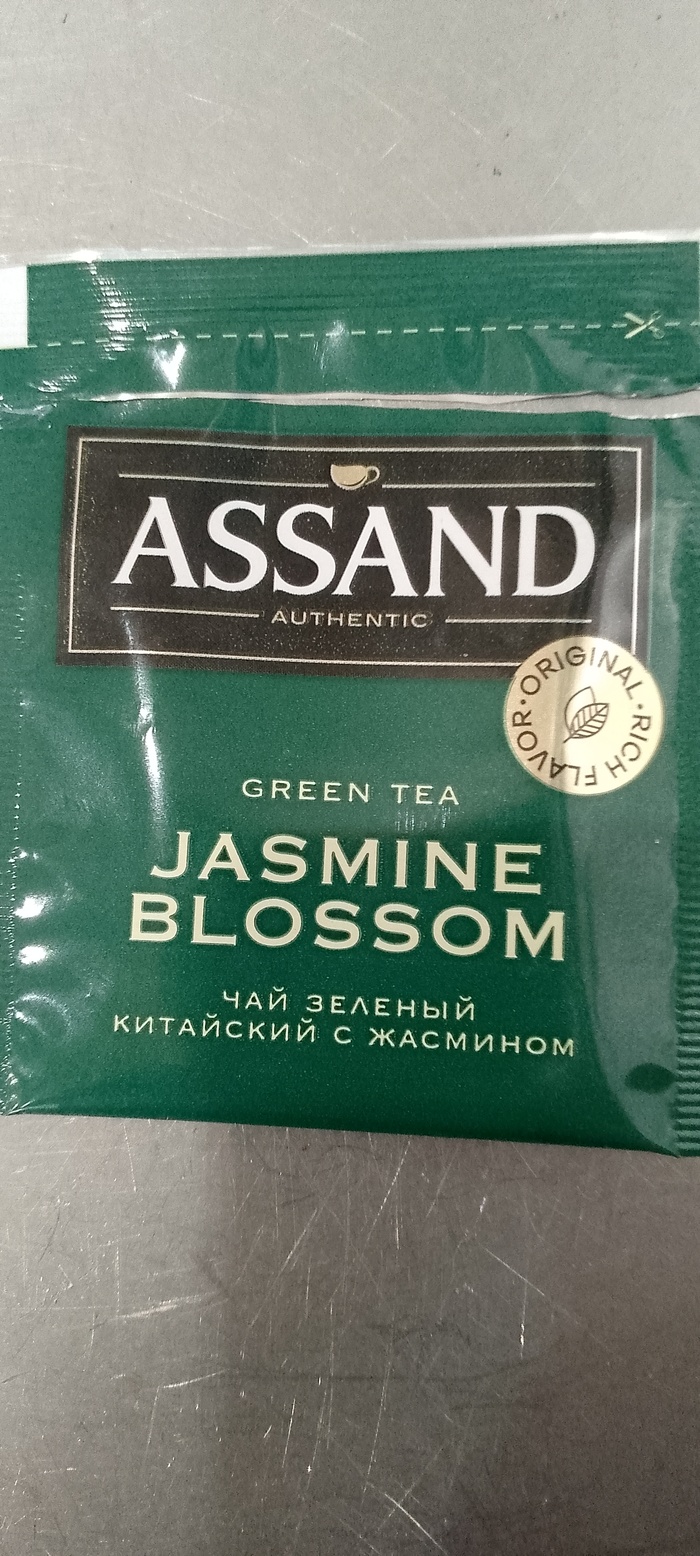 ASSAND
AUTHENTIC
ORIGINAL · RICH FLAVOR ·
GREEN TEA
JASMINE
BLOSSOM
ЧАЙ ЗЕЛЕНЫЙ
КИТАЙСКИЙ С ЖАСМИНОМ